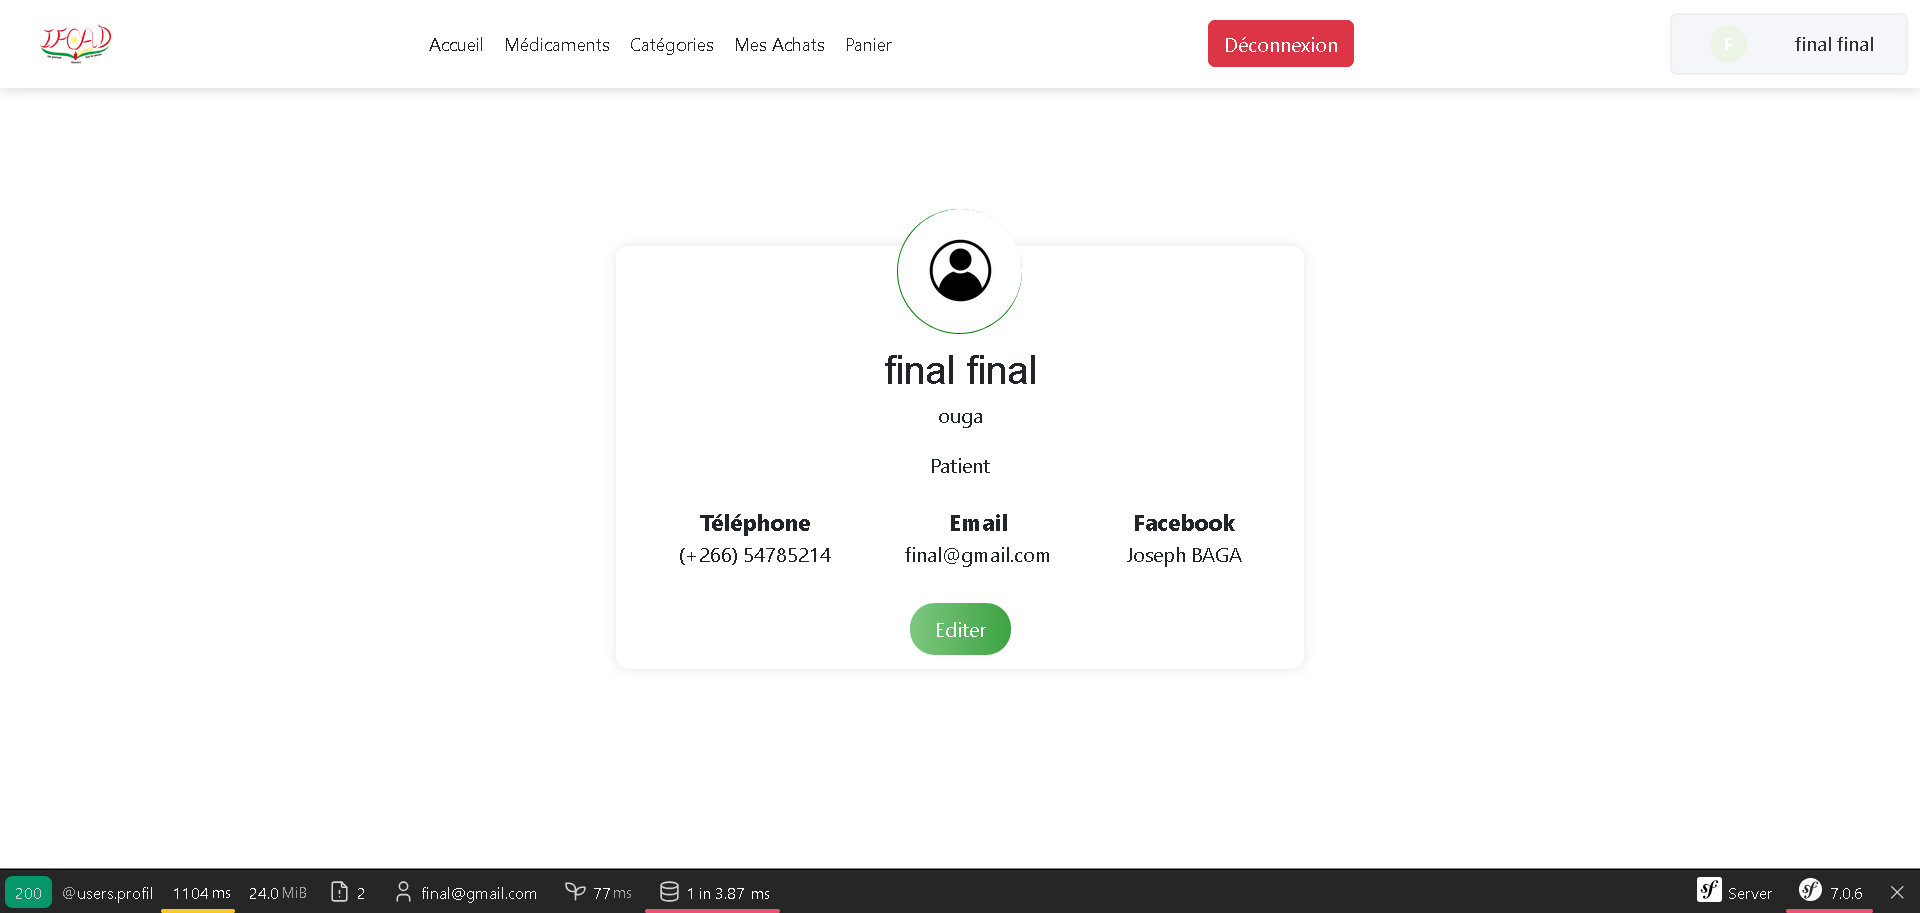 IFOAD
Accueil Médicaments Catégories Mes Achats Panier
Déconnexion
F
final final
final final
ouga
Patient
Téléphone Email Facebook
(+266) 54785214 final@gmail.com Joseph BAGA
Editer
200 @users.profil 1104 ms 24.0 MiB 2 final@gmail.com 77 ms 1 in 3.87 ms sf Server sf 7.0.6